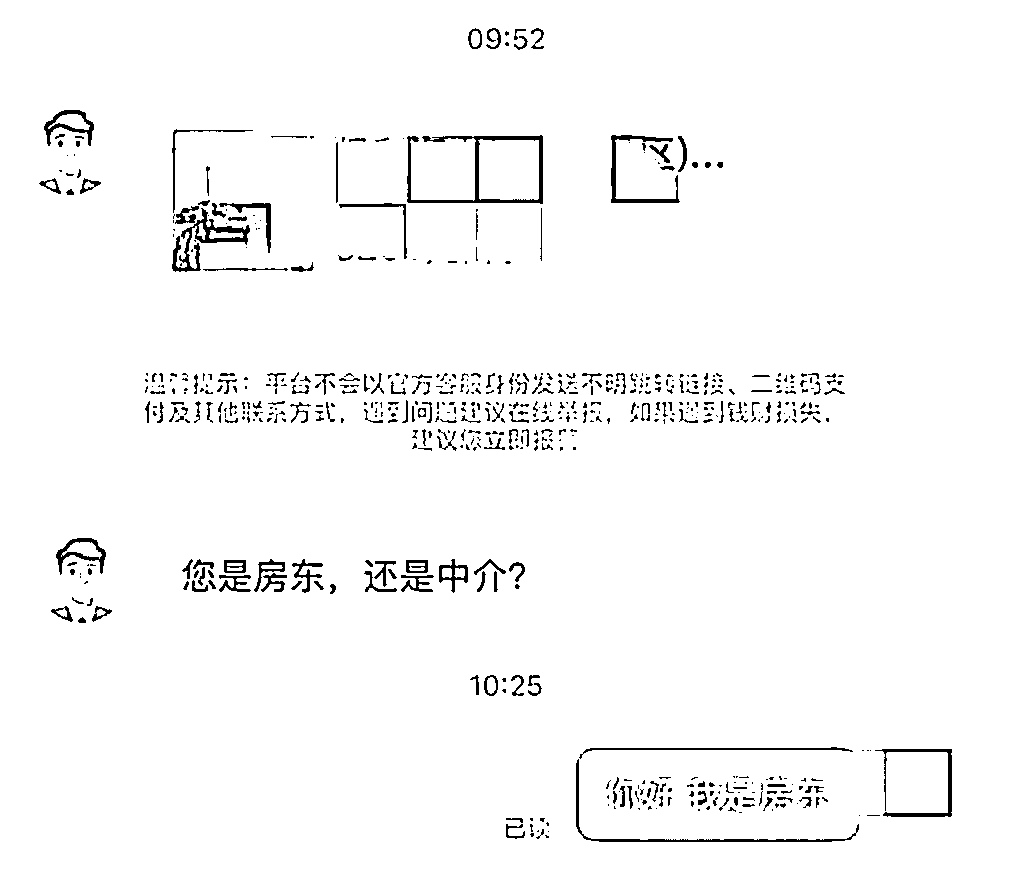 09:52
)...
温馨提示：平台不会以官方客服身份发送不明跳转链接、二维码支
付及其他联系方式，遇到问题建议在线举报，如果遇到钱财损失，
建议您立即报警
您是房东，还是中介？
10:25
你好 我是房东
已读